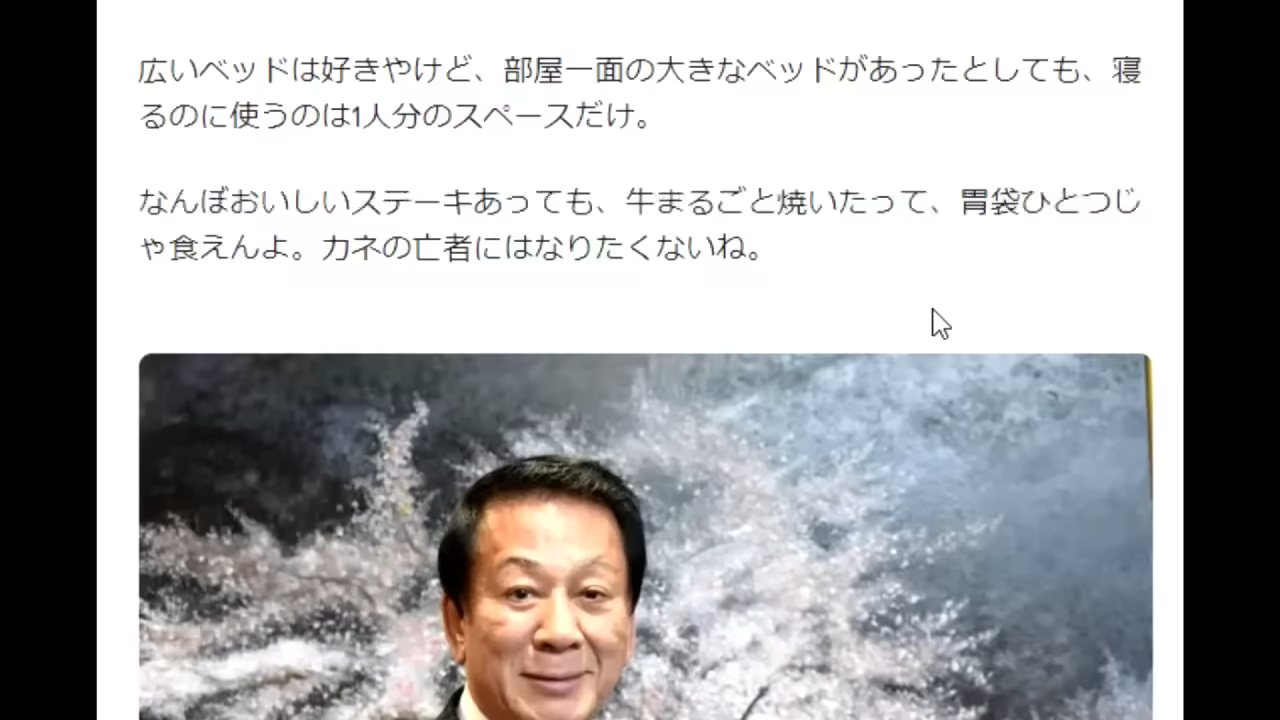 広いベッドは好きやけど、部屋一面の大きなベッドがあったとしても、寝
るのに使うのは1人分のスペースだけ。
なんぼおいしいステーキあっても、牛まるごと焼いたって、胃袋ひとつじ
ゃ食えんよ。カネの亡者にはなりたくないね。